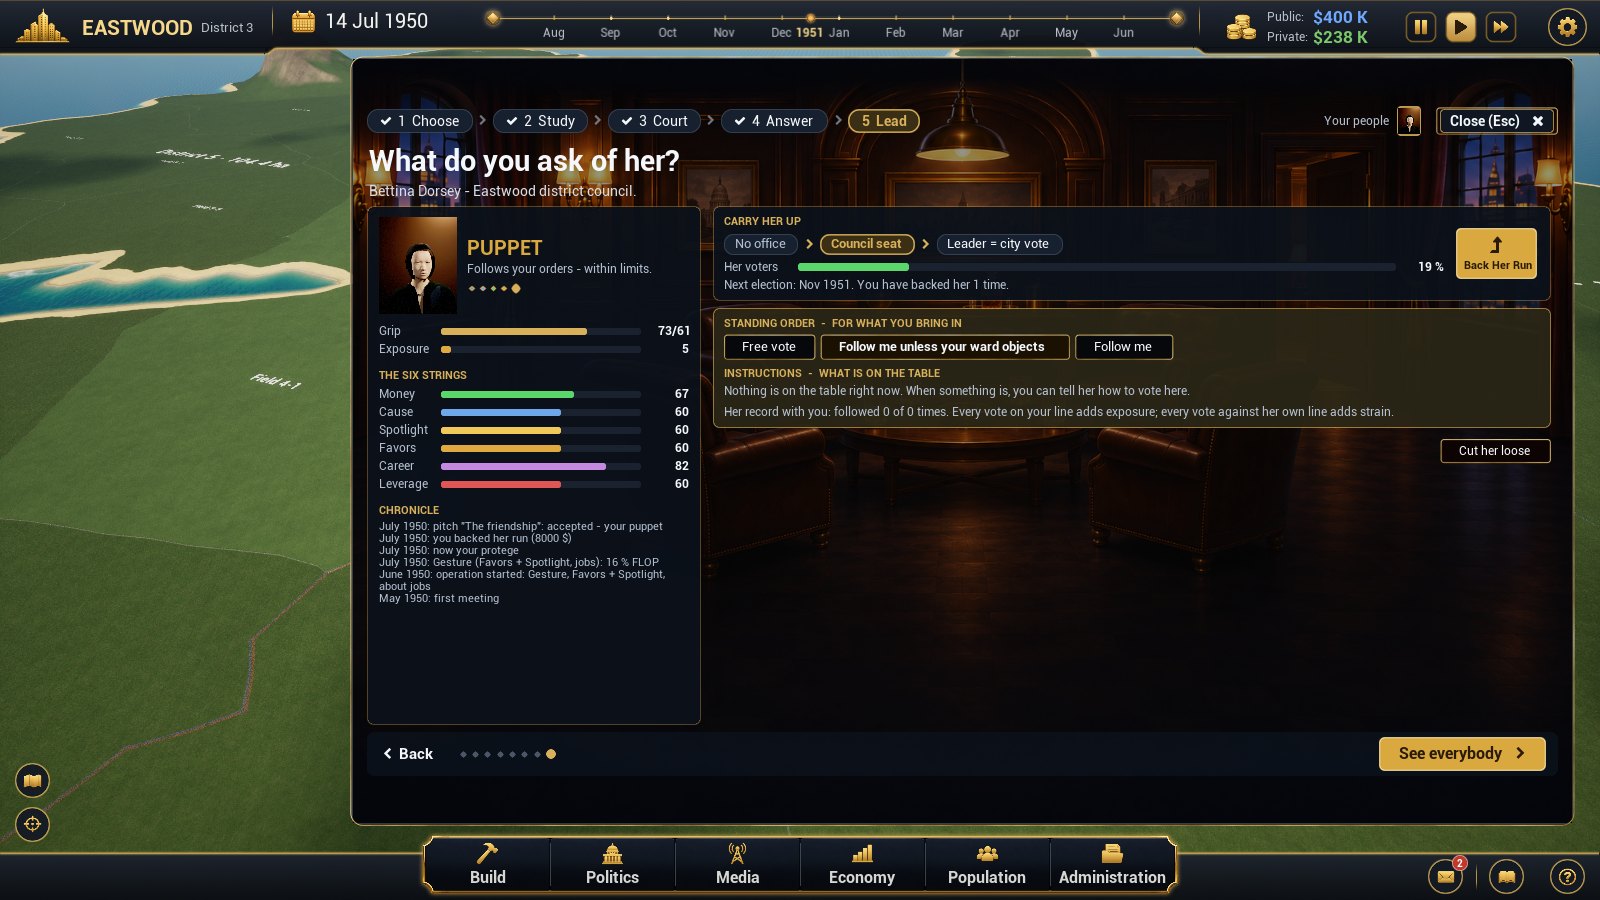 EASTWOOD District 3
14 Jul 1950
Aug Sep Oct Nov Dec 1951 Jan Feb Mar Apr May Jun
Public: $400 K
Private: $238 K
1 Choose
2 Study
3 Court
4 Answer
5 Lead
Your people
Close (Esc)
What do you ask of her?
Bettina Dorsey - Eastwood district council.
PUPPET
Follows your orders - within limits.
Grip 73/61
Exposure 5
THE SIX STRINGS
Money 67
Cause 60
Spotlight 60
Favors 60
Career 82
Leverage 60
CHRONICLE
July 1950: pitch "The friendship": accepted - your puppet
July 1950: you backed her run (8000 $)
July 1950: now your protege
July 1950: Gesture (Favors + Spotlight, jobs): 16 % FLOP
June 1950: operation started: Gesture, Favors + Spotlight,
about jobs
May 1950: first meeting
CARRY HER UP
No office
Council seat
Leader = city vote
Her voters 19 %
Next election: Nov 1951. You have backed her 1 time.
Back Her Run
STANDING ORDER - FOR WHAT YOU BRING IN
Free vote
Follow me unless your ward objects
Follow me
INSTRUCTIONS - WHAT IS ON THE TABLE
Nothing is on the table right now. When something is, you can tell her how to vote here.
Her record with you: followed 0 of 0 times. Every vote on your line adds exposure; every vote against her own line adds strain.
Cut her loose
Field 4-1
Back
See everybody
Build
Politics
Media
Economy
Population
Administration
2